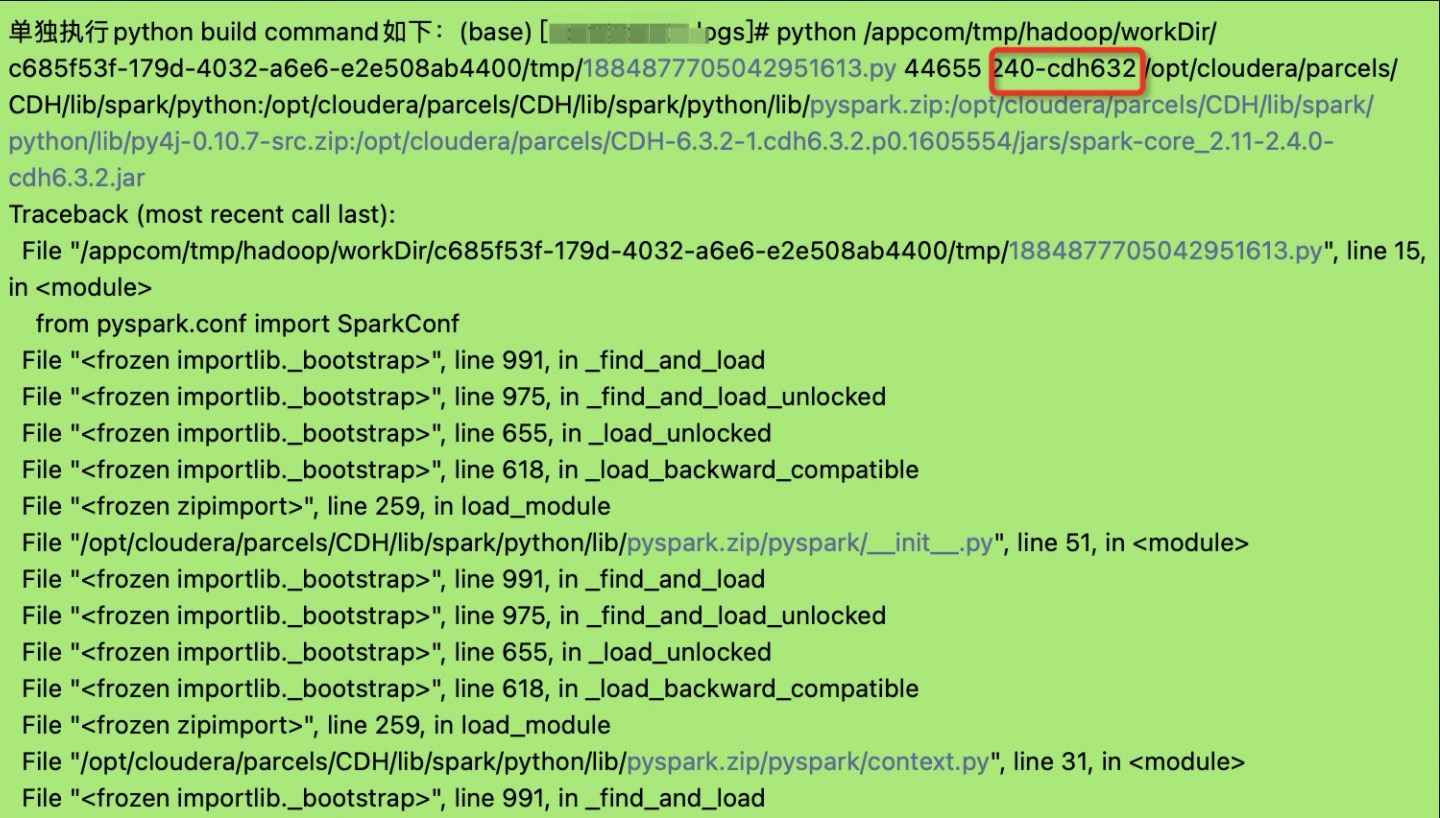 单独执行python build command如下：(base) [ ogs]# python /appcom/tmp/hadoop/workDir/
c685f53f-179d-4032-a6e6-e2e508ab4400/tmp/1884877705042951613.py 44655 240-cdh632 /opt/cloudera/parcels/
CDH/lib/spark/python:/opt/cloudera/parcels/CDH/lib/spark/python/lib/pyspark.zip:/opt/cloudera/parcels/CDH/lib/spark/
python/lib/py4j-0.10.7-src.zip:/opt/cloudera/parcels/CDH-6.3.2-1.cdh6.3.2.p0.1605554/jars/spark-core_2.11-2.4.0-
cdh6.3.2.jar
Traceback (most recent call last):
File "/appcom/tmp/hadoop/workDir/c685f53f-179d-4032-a6e6-e2e508ab4400/tmp/1884877705042951613.py", line 15,
in <module>
from pyspark.conf import SparkConf
File "<frozen importlib._bootstrap>", line 991, in _find_and_load
File "<frozen importlib._bootstrap>", line 975, in _find_and_load_unlocked
File "<frozen importlib._bootstrap>", line 655, in _load_unlocked
File "<frozen importlib._bootstrap>", line 618, in _load_backward_compatible
File "<frozen zipimport>", line 259, in load_module
File "/opt/cloudera/parcels/CDH/lib/spark/python/lib/pyspark.zip/pyspark/__init__.py", line 51, in <module>
File "<frozen importlib._bootstrap>", line 991, in _find_and_load
File "<frozen importlib._bootstrap>", line 975, in _find_and_load_unlocked
File "<frozen importlib._bootstrap>", line 655, in _load_unlocked
File "<frozen importlib._bootstrap>", line 618, in _load_backward_compatible
File "<frozen zipimport>", line 259, in load_module
File "/opt/cloudera/parcels/CDH/lib/spark/python/lib/pyspark.zip/pyspark/context.py", line 31, in <module>
File "<frozen importlib._bootstrap>", line 991, in _find_and_load